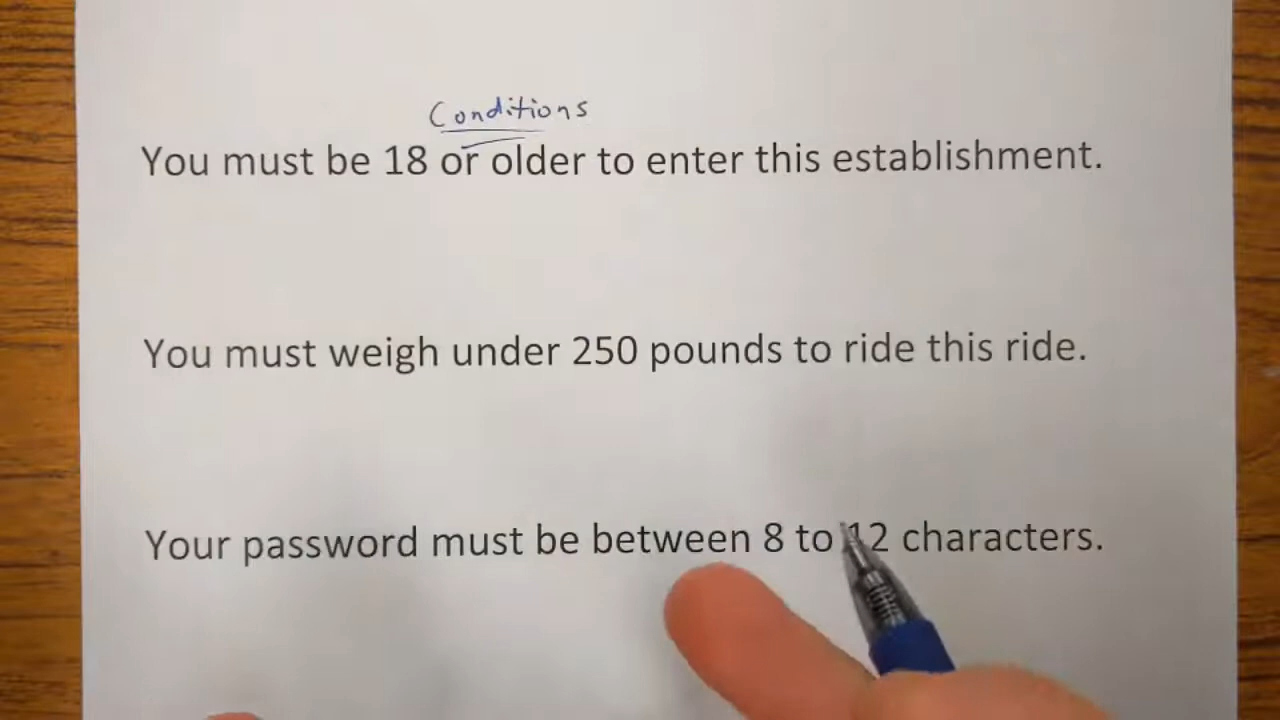 Conditions
You must be 18 or older to enter this establishment.
You must weigh under 250 pounds to ride this ride.
Your password must be between 8 to 12 characters.